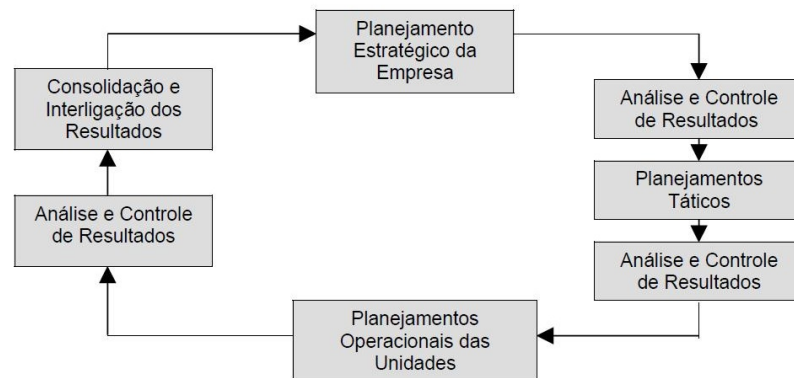 Planejamento
Estratégico da
Empresa
Análise e Controle
de Resultados
Planejamentos
Táticos
Análise e Controle
de Resultados
Planejamentos
Operacionais das
Unidades
Análise e Controle
de Resultados
Consolidação e
Interligação dos
Resultados